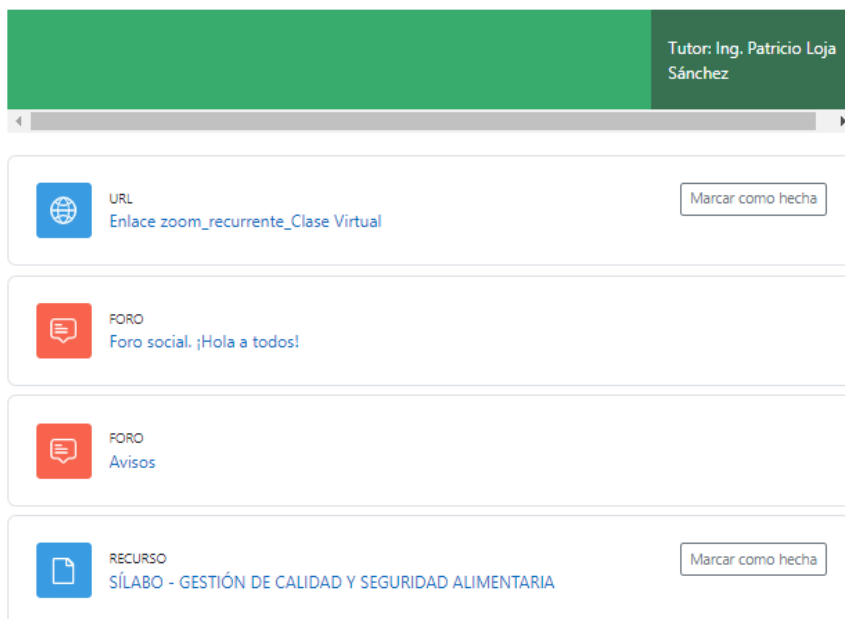 Tutor: Ing. Patricio Loja
Sánchez
URL
Enlace zoom_recurrente_Clase Virtual
Marcar como hecha
FORO
Foro social. ¡Hola a todos!
FORO
Avisos
RECURSO
SÍLABO - GESTIÓN DE CALIDAD Y SEGURIDAD ALIMENTARIA
Marcar como hecha